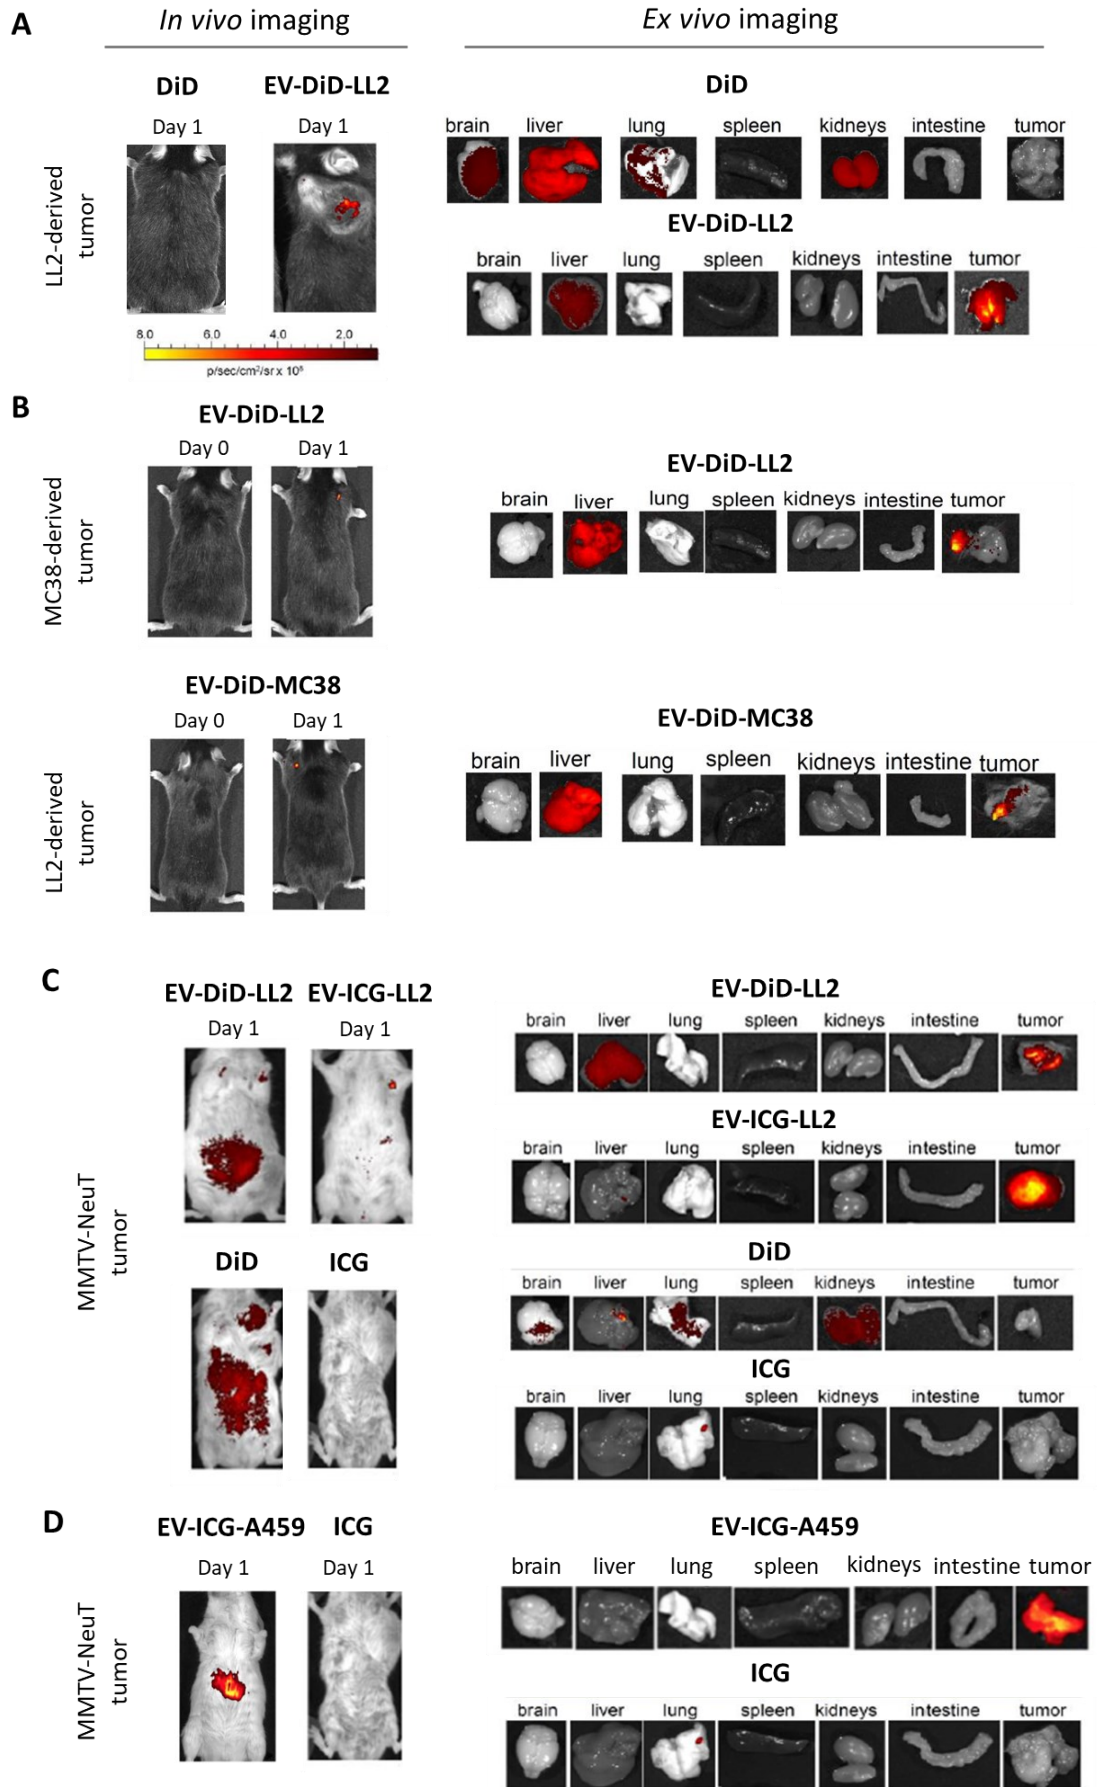 A
In vivo imaging
Ex vivo imaging
DiD
EV-DiD-LL2
Day 1
Day 1
LL2-derived
tumor
8.0 6.0 4.0 2.0
p/sec/cm²/sr x 10⁶
DiD
brain liver lung spleen kidneys intestine tumor
EV-DiD-LL2
brain liver lung spleen kidneys intestine tumor
B
EV-DiD-LL2
Day 0 Day 1
MC38-derived
tumor
EV-DiD-LL2
brain liver lung spleen kidneys intestine tumor
EV-DiD-MC38
Day 0 Day 1
LL2-derived
tumor
EV-DiD-MC38
brain liver lung spleen kidneys intestine tumor
C
EV-DiD-LL2 EV-ICG-LL2
Day 1 Day 1
DiD ICG
MMTV-NeuT
tumor
EV-DiD-LL2
brain liver lung spleen kidneys intestine tumor
EV-ICG-LL2
brain liver lung spleen kidneys intestine tumor
DiD
brain liver lung spleen kidneys intestine tumor
ICG
brain liver lung spleen kidneys intestine tumor
D
EV-ICG-A459 ICG
Day 1 Day 1
MMTV-NeuT
tumor
EV-ICG-A459
brain liver lung spleen kidneys intestine tumor
ICG
brain liver lung spleen kidneys intestine tumor